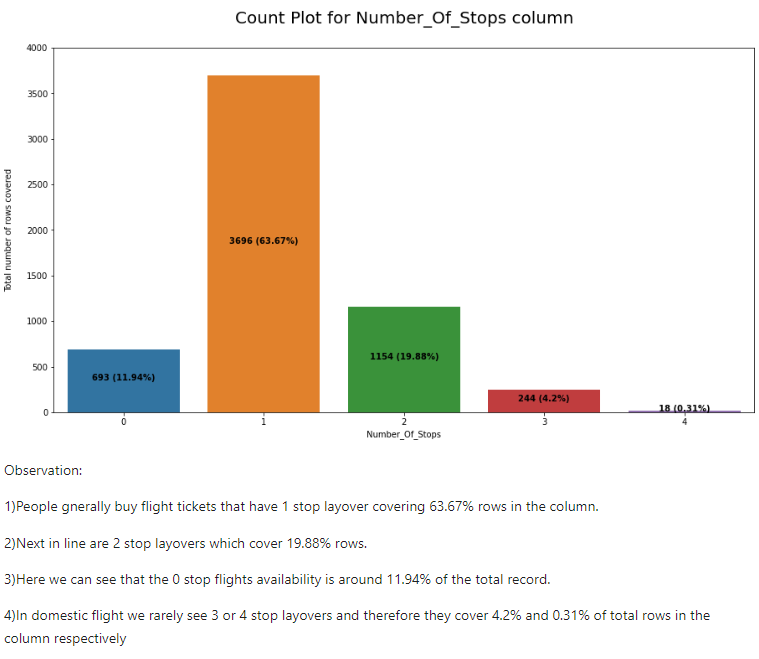 Count Plot for Number_Of_Stops column
4000
3500
3000
2500
2000
1500
1000
500
0
Total number of rows covered
693 (11.94%)
3696 (63.67%)
1154 (19.88%)
244 (4.2%)
18 (0.31%)
0 1 2 3 4
Number_Of_Stops
Observation:
1)People gnerally buy flight tickets that have 1 stop layover covering 63.67% rows in the column.
2)Next in line are 2 stop layovers which cover 19.88% rows.
3)Here we can see that the 0 stop flights availability is around 11.94% of the total record.
4)In domestic flight we rarely see 3 or 4 stop layovers and therefore they cover 4.2% and 0.31% of total rows in the
column respectively